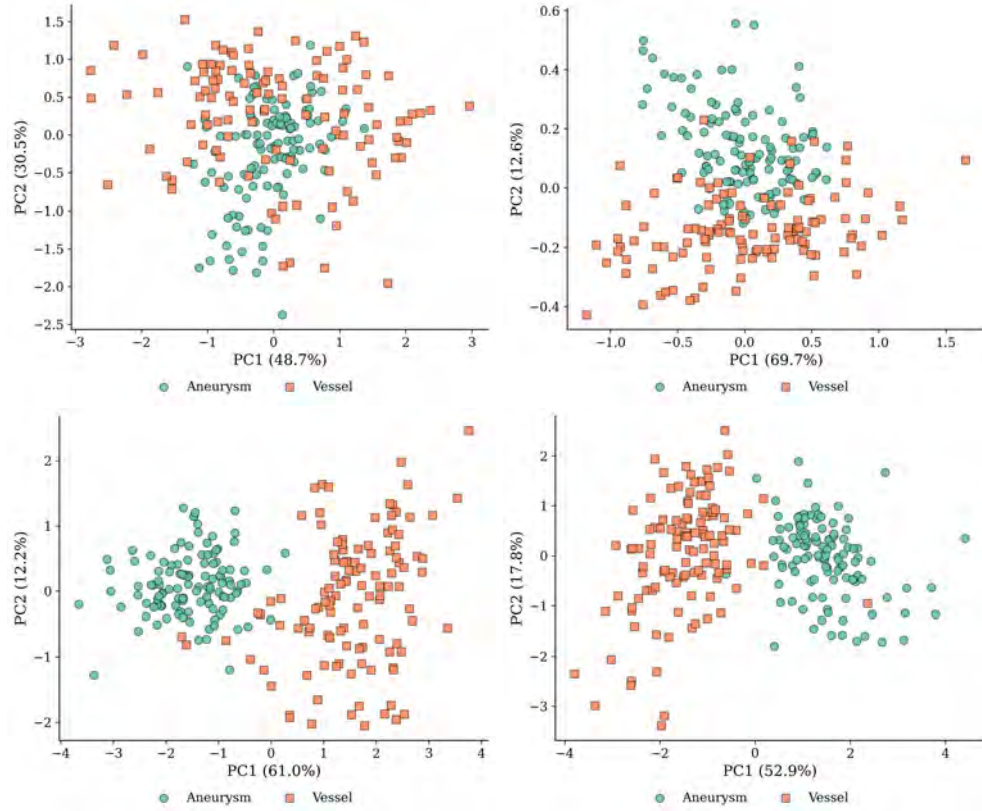 1.5
1.0
0.5
0.0
−0.5
−1.0
−1.5
−2.0
−2.5
PC2 (30.5%)
−3 −2 −1 0 1 2 3
PC1 (48.7%)
Aneurysm Vessel
0.6
0.4
0.2
0.0
−0.2
−0.4
PC2 (12.6%)
−1.0 −0.5 0.0 0.5 1.0 1.5
PC1 (69.7%)
Aneurysm Vessel
2
1
0
−1
−2
PC2 (12.2%)
−4 −3 −2 −1 0 1 2 3 4
PC1 (61.0%)
Aneurysm Vessel
2
1
0
−1
−2
−3
PC2 (17.8%)
−4 −2 0 2 4
PC1 (52.9%)
Aneurysm Vessel